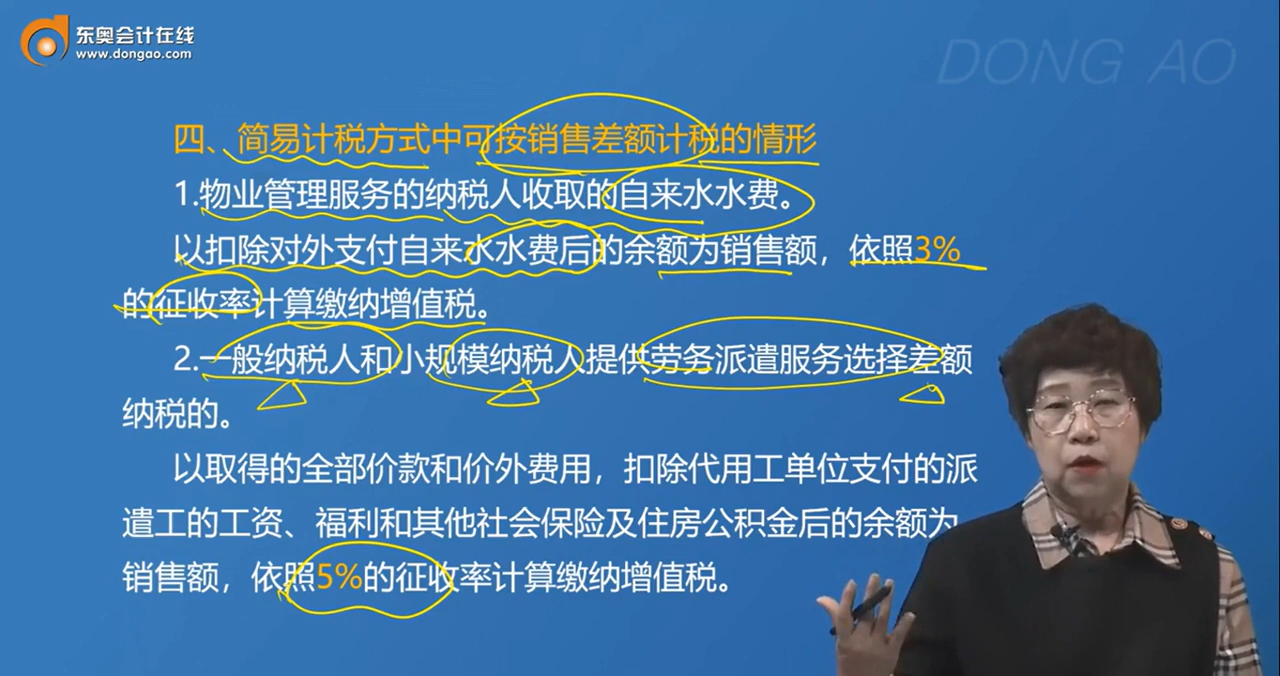 东奥会计在线
www.dongao.com
DONG AO
四、简易计税方式中可按销售差额计税的情形
1.物业管理服务的纳税人收取的自来水水费。
以扣除对外支付自来水水费后的余额为销售额，依照3%
的征收率计算缴纳增值税。
2.一般纳税人和小规模纳税人提供劳务派遣服务选择差额
纳税的。
以取得的全部价款和价外费用，扣除代用工单位支付的派
遣工的工资、福利和其他社会保险及住房公积金后的余额为
销售额，依照5%的征收率计算缴纳增值税。